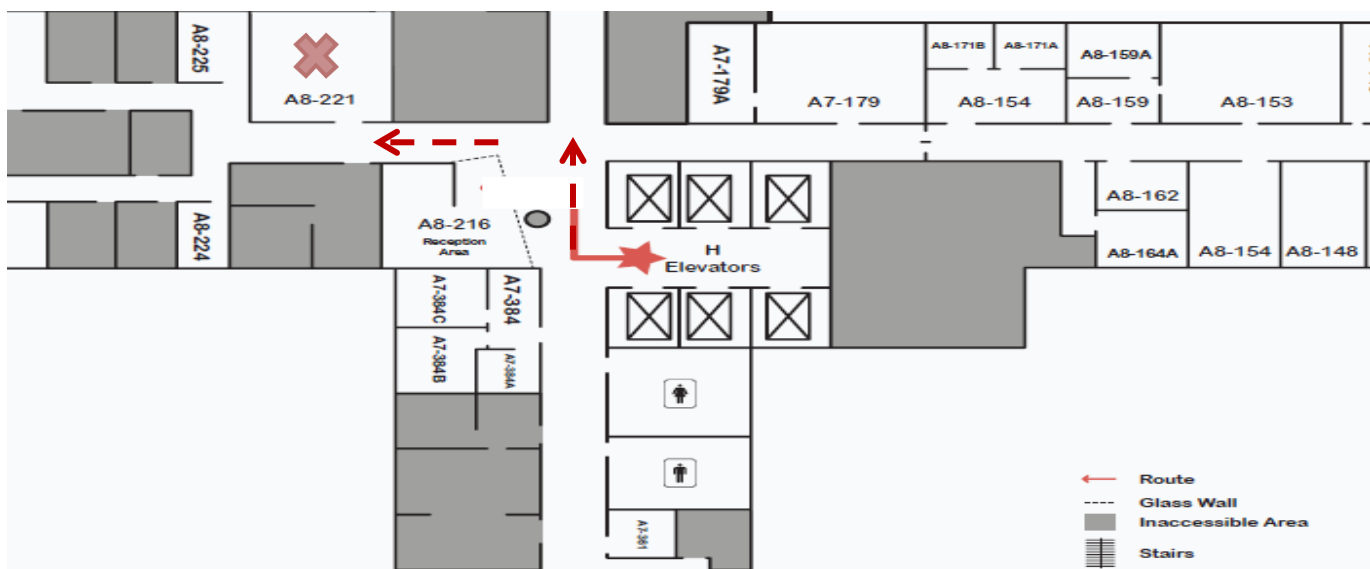 A8-225
A8-221
A7-179A
A7-179
A8-171B
A8-171A
A8-154
A8-159A
A8-159
A8-153
A8-224
A8-216
Reception
Area
H
Elevators
A8-162
A8-164A
A8-154
A8-148
A7-384C
A7-384
A7-384B
A7-384A
A7-361
Route
Glass Wall
Inaccessible Area
Stairs